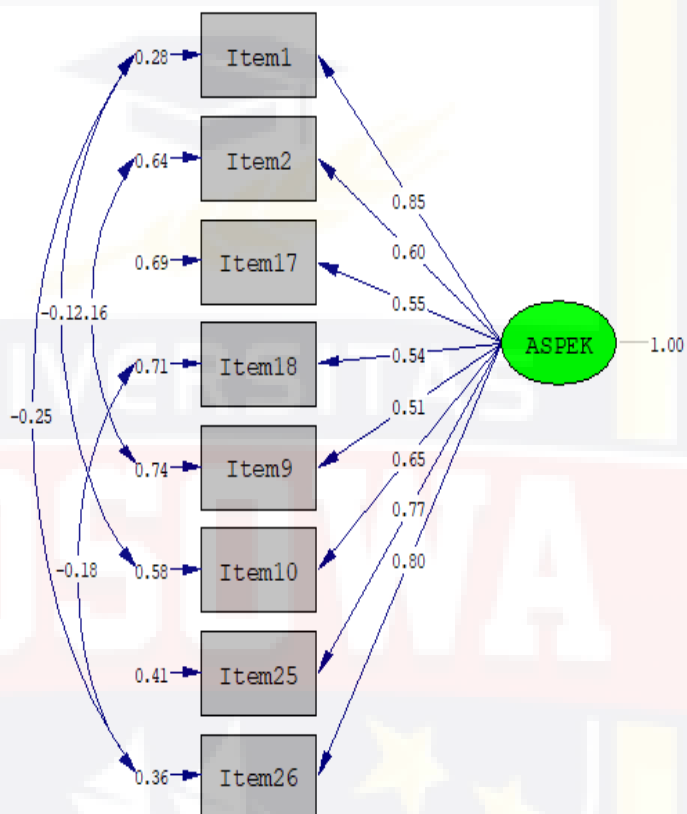 0.28 Item1
0.85
0.64 Item2
0.60
0.69 Item17
0.55
-0.12.16
ASPEK 1.00
0.71 Item18
0.54
-0.25
0.51
0.74 Item9
0.65
0.77
-0.18
0.58 Item10
0.80
0.41 Item25
0.36 Item26
ERSITAS
OSOWA